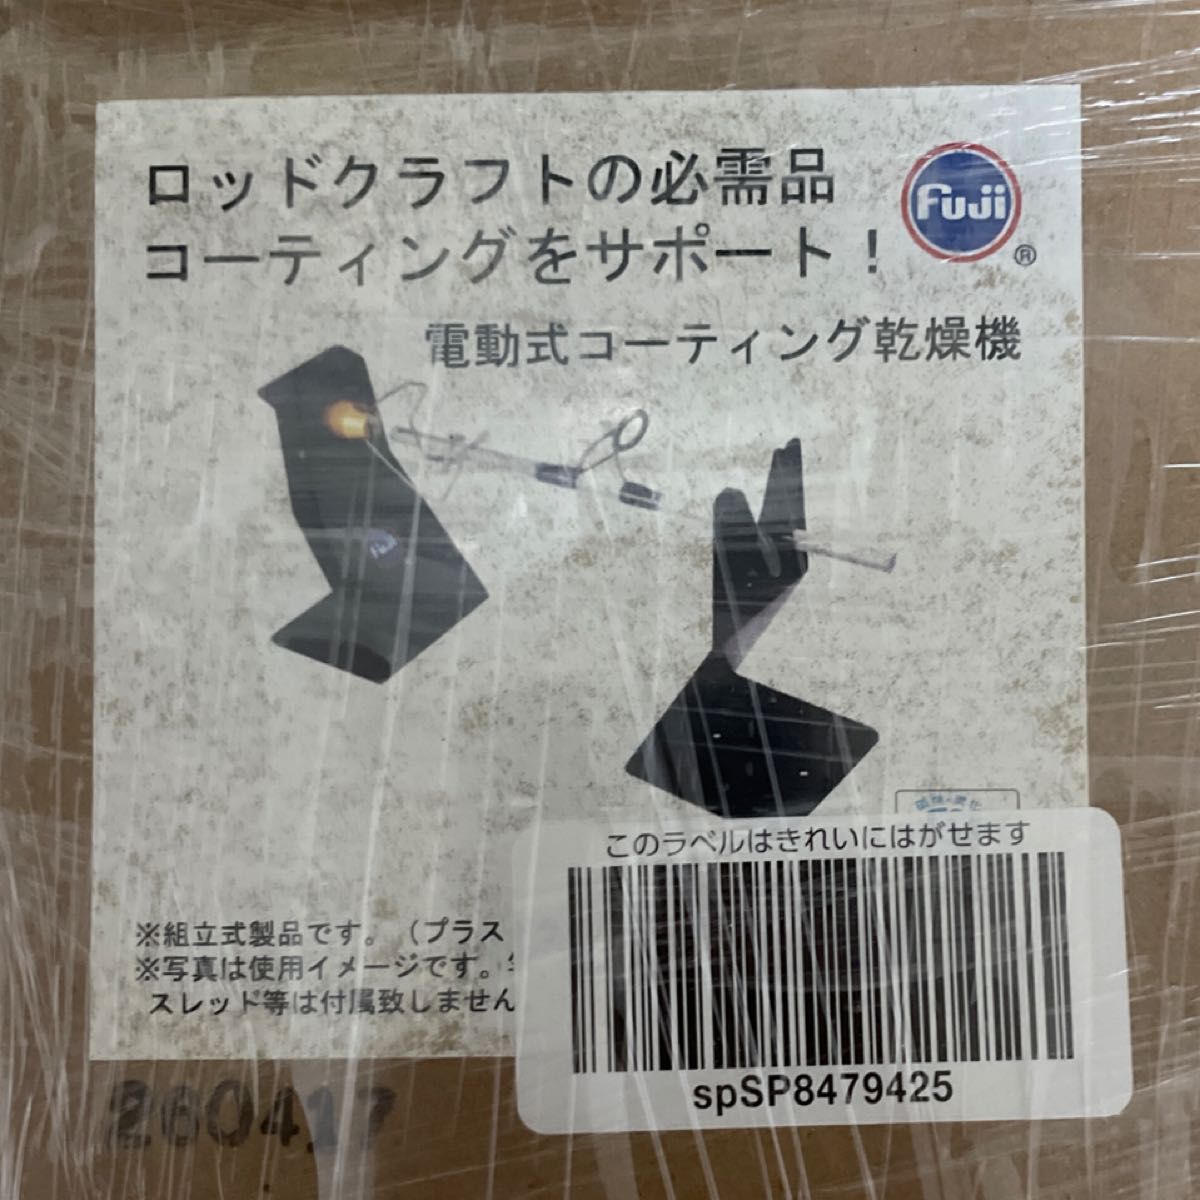 ロッドクラフトの必需品
コーティングをサポート！
Fuji
®
電動式コーティング乾燥機
Fuji
このラベルはきれいにはがせます
※組立式製品です。（プラス
※写真は使用イメージです。
スレッド等は付属致しません
spSP8479425
260417